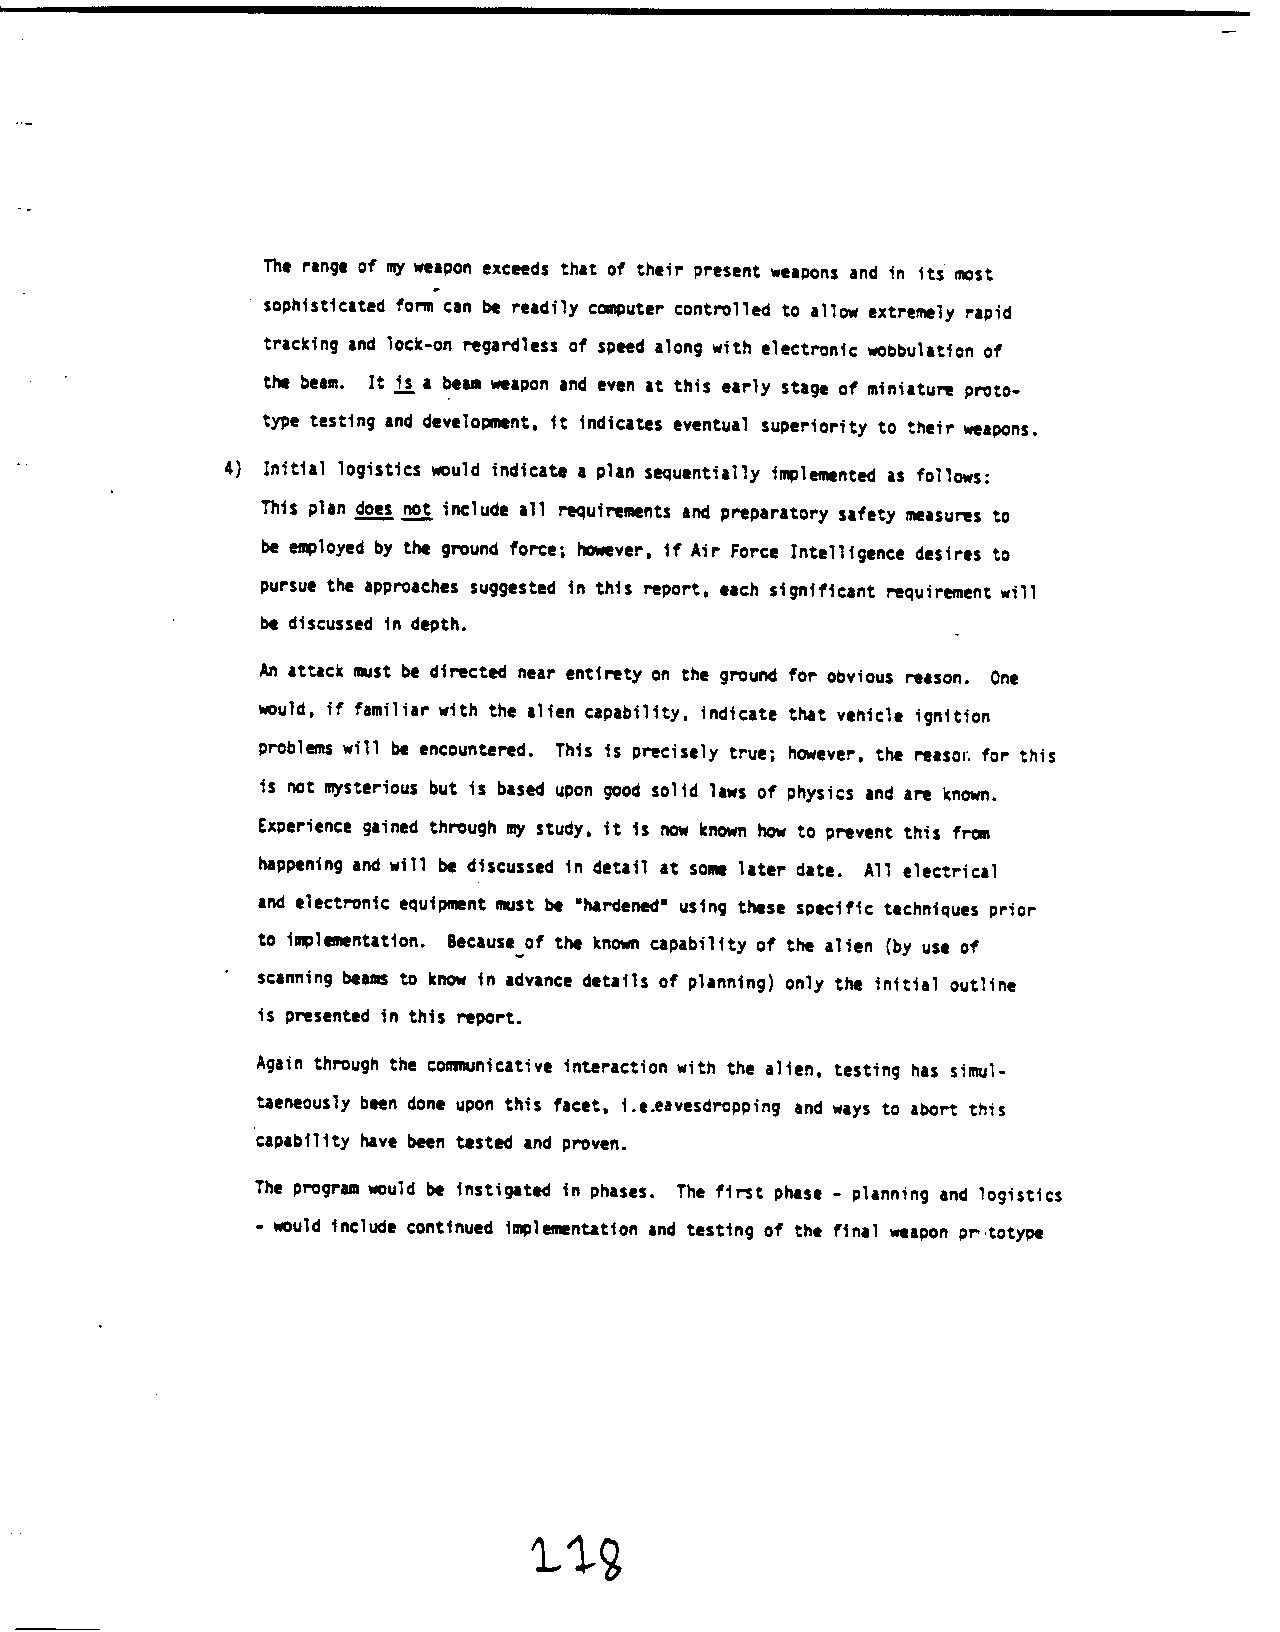 The range of my weapon exceeds that of their present weapons and in its most
sophisticated form can be readily computer controlled to allow extremely rapid
tracking and lock-on regardless of speed along with electronic wobbulation of
the beam. It is a beam weapon and even at this early stage of miniature proto-
type testing and development, it indicates eventual superiority to their weapons.
4) Initial logistics would indicate a plan sequentially implemented as follows:
This plan does not include all requirements and preparatory safety measures to
be employed by the ground force; however, if Air Force Intelligence desires to
pursue the approaches suggested in this report, each significant requirement will
be discussed in depth.
An attack must be directed near entirety on the ground for obvious reason. One
would, if familiar with the alien capability, indicate that vehicle ignition
problems will be encountered. This is precisely true; however, the reason for this
is not mysterious but is based upon good solid laws of physics and are known.
Experience gained through my study, it is now known how to prevent this from
happening and will be discussed in detail at some later date. All electrical
and electronic equipment must be "hardened" using these specific techniques prior
to implementation. Because of the known capability of the alien (by use of
scanning beams to know in advance details of planning) only the initial outline
is presented in this report.
Again through the communicative interaction with the alien, testing has simul-
taeneously been done upon this facet, i.e.eavesdropping and ways to abort this
capability have been tested and proven.
The program would be instigated in phases. The first phase - planning and logistics
- would include continued implementation and testing of the final weapon prototype
118